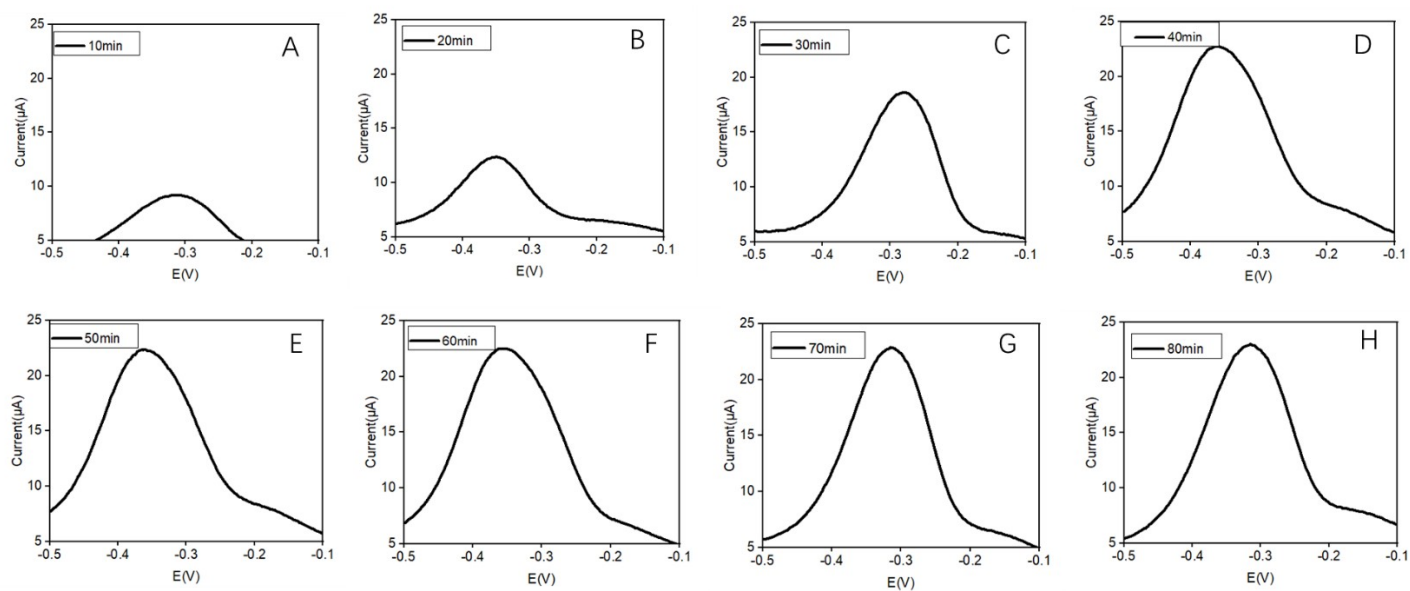 A
10min
Current(µA)
25
20
15
10
5
-0.5
-0.4
-0.3
-0.2
-0.1
E(V)
B
20min
Current(µA)
25
20
15
10
5
-0.5
-0.4
-0.3
-0.2
-0.1
E(V)
C
30min
Current(µA)
25
20
15
10
5
-0.5
-0.4
-0.3
-0.2
-0.1
E(V)
D
40min
Current(µA)
25
20
15
10
5
-0.5
-0.4
-0.3
-0.2
-0.1
E(V)
E
50min
Current(µA)
25
20
15
10
5
-0.5
-0.4
-0.3
-0.2
-0.1
E(V)
F
60min
Current(µA)
25
20
15
10
5
-0.5
-0.4
-0.3
-0.2
-0.1
E(V)
G
70min
Current(µA)
25
20
15
10
5
-0.5
-0.4
-0.3
-0.2
-0.1
E(V)
H
80min
Current(µA)
25
20
15
10
5
-0.5
-0.4
-0.3
-0.2
-0.1
E(V)